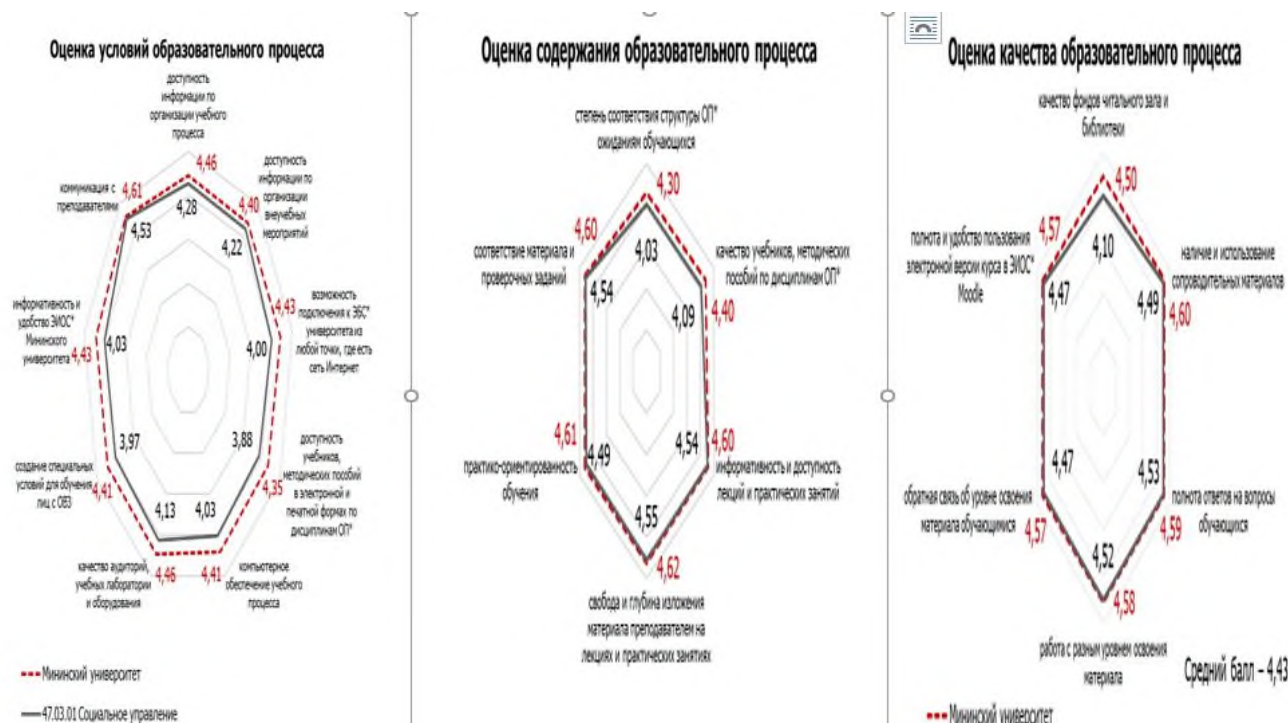 Оценка условий образовательного процесса
доступность
информации по
организации учебного
процесса
4,46
4,28
доступность
информации по
организации
внеучебных
мероприятий
4,40
4,22
возможность
подключения к ЭБС*
университета из
любой точки, где есть
сеть Интернет
4,43
4,00
доступность
учебников,
методических пособий
в электронной и
печатной формах по
дисциплинам ОП*
4,35
3,88
компьютерное
обеспечение учебного
процесса
4,41
4,03
качество аудиторий,
учебных лаборатории
и оборудования
4,46
4,13
создание специальных
условий для обучения
лиц с ОВЗ
4,41
3,97
информативность и
удобство ЭИОС*
Мининского
университета
4,43
4,03
коммуникация с
преподавателями
4,61
4,53
Мининский университет
47.03.01 Социальное управление
Оценка содержания образовательного процесса
степень соответствия структуры ОП*
ожиданиям обучающихся
4,30
4,03
качество учебников, методических
пособий по дисциплинам ОП*
4,40
4,09
информативность и доступность
лекций и практических занятий
4,60
4,54
свобода и глубина изложения
материала преподавателем на
лекциях и практических занятиях
4,62
4,55
практико-ориентированность
обучения
4,61
4,49
соответствие материала и
проверочных заданий
4,60
4,54
Оценка качества образовательного процесса
качество фондов читального зала и
библиотеки
4,50
4,10
наличие и использование
сопроводительных материалов
4,60
4,49
полнота ответов на вопросы
обучающихся
4,59
4,53
работа с разным уровнем освоения
материала
4,58
4,52
обратная связь об уровне освоения
материала обучающимися
4,57
4,47
полнота и удобство пользования
электронной версии курса в ЭИОС*
Moodle
4,57
4,47
Средний балл – 4,43
Мининский университет